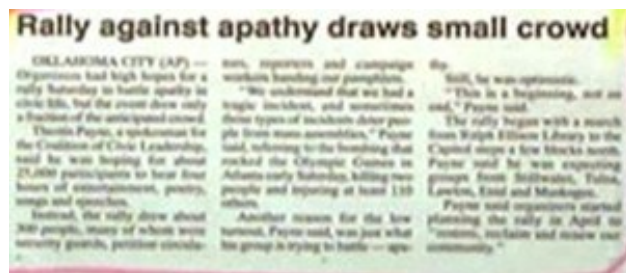 Rally against apathy draws small crowd
OKLAHOMA CITY (AP) —
Organizers had high hopes for a
rally Saturday to battle apathy in
civic life, but the event drew only
a fraction of the anticipated crowd.
Payne, a spokesman for
the Coalition of Civic Leadership,
said he was hoping for about
25,000 participants to hear four
hours of entertainment, poetry,
songs and speeches.
Instead, the rally drew about
300 people, many of whom were
security guards, petition circula-
tors, reporters and campaign
workers handing out pamphlets.
"We understand that we had a
tragic incident, and sometimes
those types of incidents deter peo-
ple from mass assemblies," Payne
said, referring to the bombing that
rocked the Olympic Games in
Atlanta early Saturday, killing two
people and injuring at least 110
others.
Another reason for the low
turnout, Payne said, was just what
his group is trying to battle — apa-
thy.
Still, he was optimistic.
"This is a beginning, not an
end," Payne said.
The rally began with a march
from Ralph Ellison Library to the
Capitol steps a few blocks north.
Payne said he was expecting
groups from Stillwater, Tulsa,
Lawton, Enid and Muskogee.
Payne said organizers started
planning the rally in April to
"restore, reclaim and renew our
community."